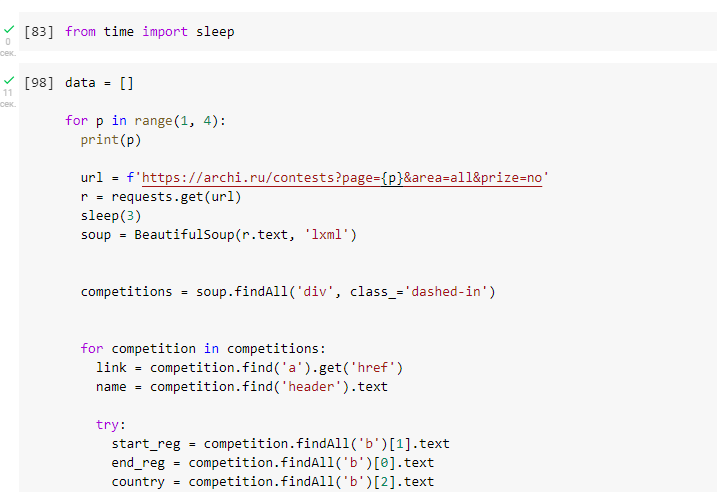 [83] from time import sleep
0
сек.
[98] data = []
11
сек.
for p in range(1, 4):
print(p)
url = f'https://archi.ru/contests?page={p}&area=all&prize=no'
r = requests.get(url)
sleep(3)
soup = BeautifulSoup(r.text, 'lxml')
competitions = soup.findAll('div', class_='dashed-in')
for competition in competitions:
link = competition.find('a').get('href')
name = competition.find('header').text
try:
start_reg = competition.findAll('b')[1].text
end_reg = competition.findAll('b')[0].text
country = competition.findAll('b')[2].text